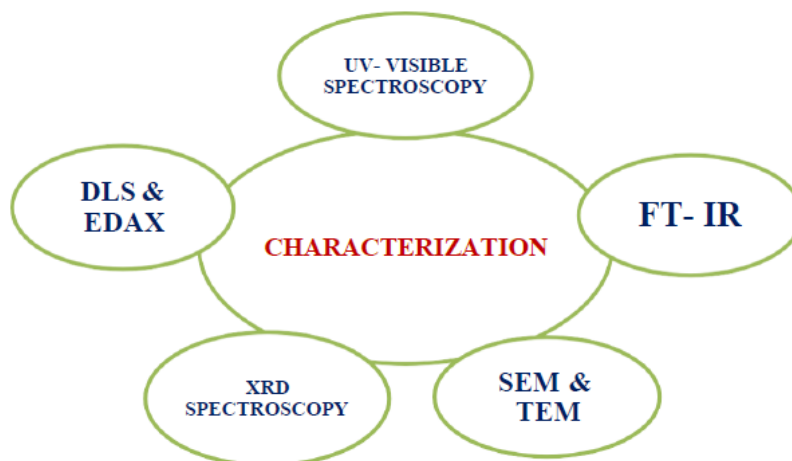 UV- VISIBLE
SPECTROSCOPY
DLS &
EDAX
FT- IR
CHARACTERIZATION
XRD
SPECTROSCOPY
SEM &
TEM